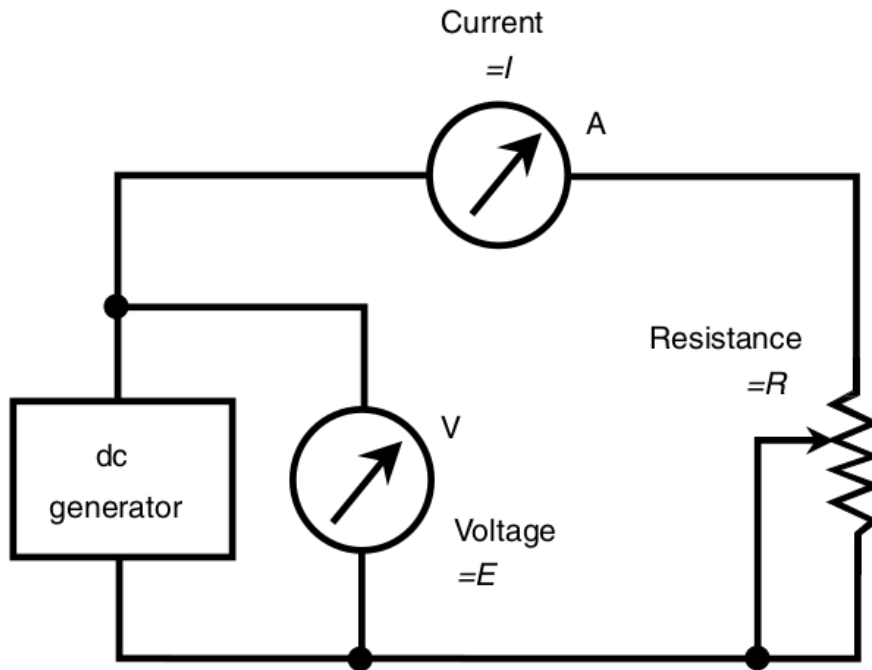 Current
=I
A
Resistance
=R
V
dc
generator
Voltage
=E